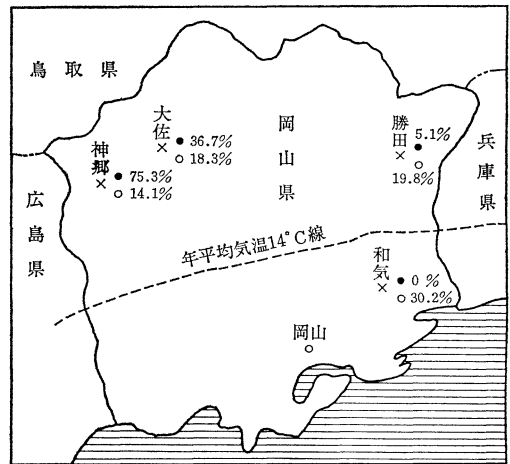 鳥取県
大佐
● 36.7%
○ 18.3%
岡山県
勝田
● 5.1%
○ 19.8%
兵庫県
神郷
● 75.3%
○ 14.1%
広島県
年平均気温14°C線
和気
● 0 %
○ 30.2%
岡山